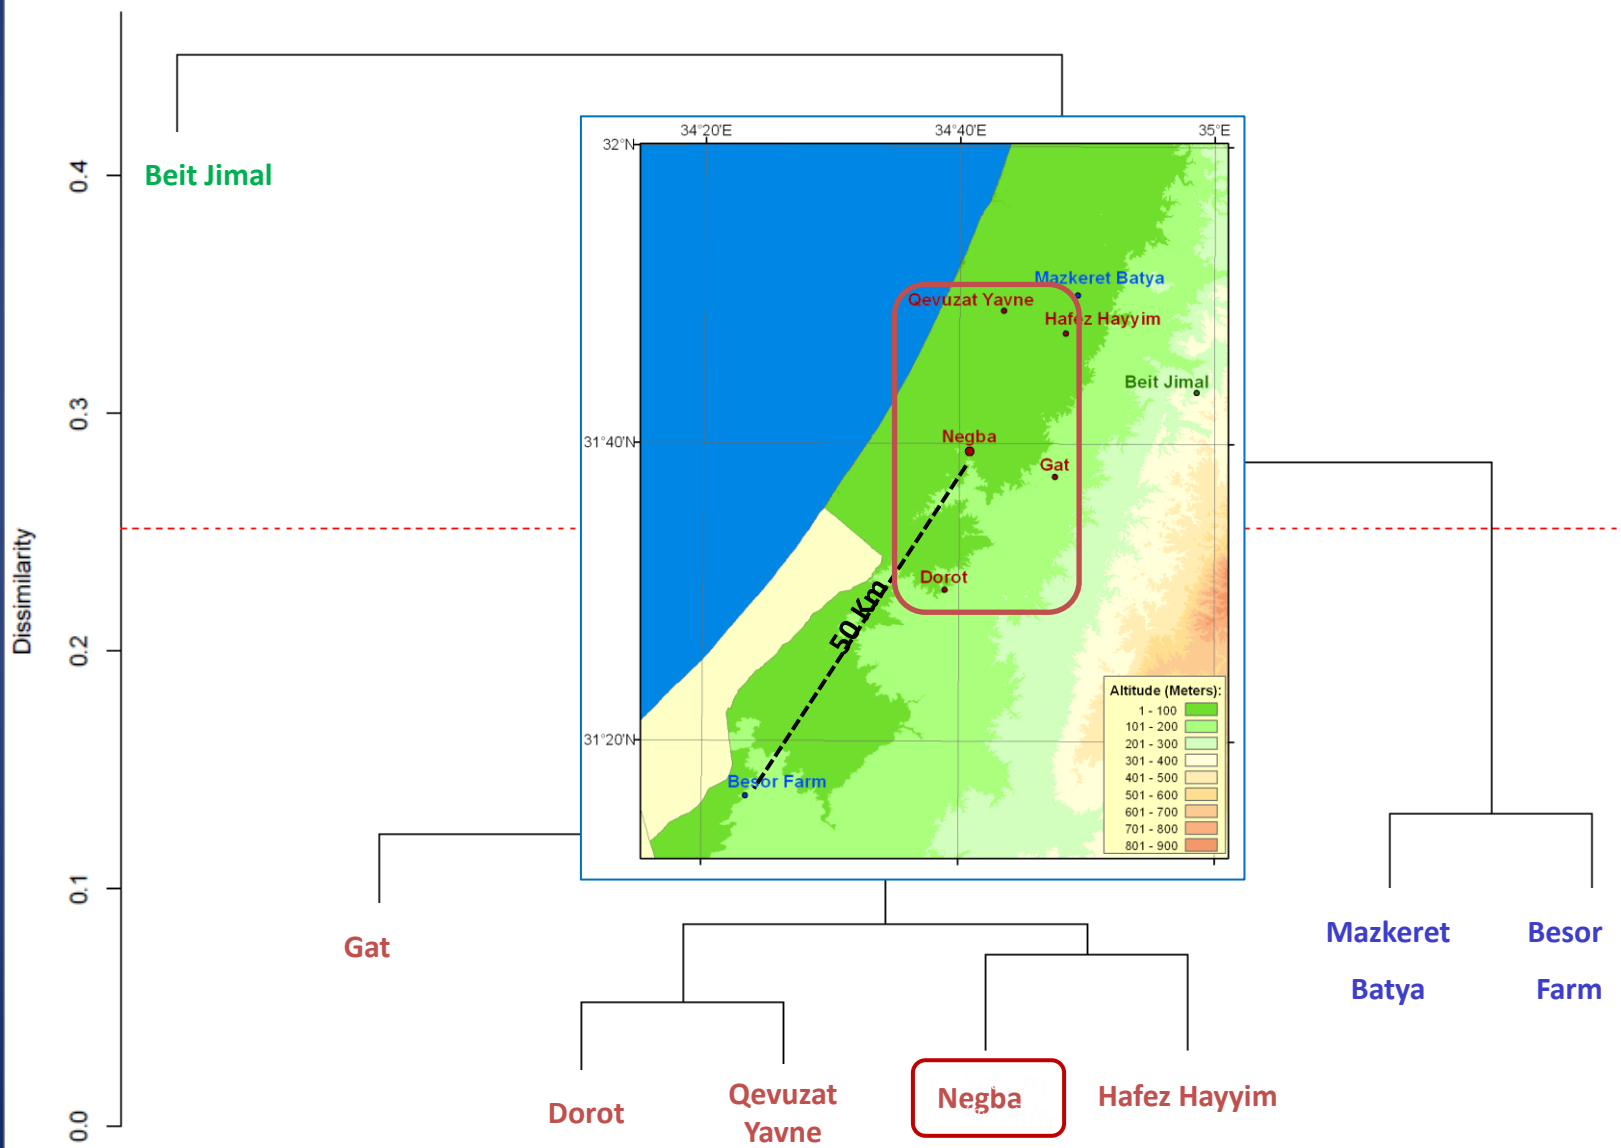 Dissimilarity
0.4
0.3
0.2
0.1
0.0
Beit Jimal
34°20'E
34°40'E
35°E
32°N
31°40'N
31°20'N
Mazkeret Batya
Qevuzat Yavne
Hafez Hayyim
Beit Jimal
Negba
Gat
Dorot
50 Km
Besor Farm
Altitude (Meters):
1 - 100
101 - 200
201 - 300
301 - 400
401 - 500
501 - 600
601 - 700
701 - 800
801 - 900
Gat
Dorot
Qevuzat
Yavne
Negba
Hafez Hayyim
Mazkeret
Batya
Besor
Farm